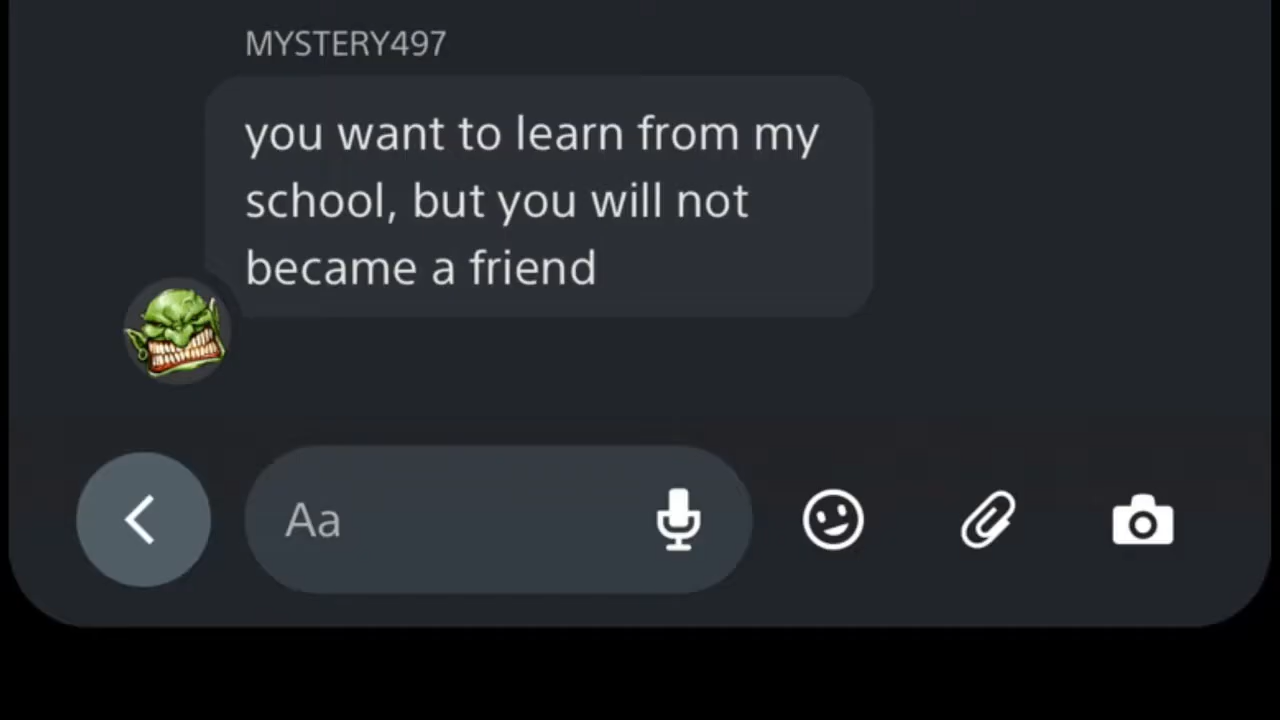 MYSTERY497
you want to learn from my
school, but you will not
became a friend
Aa